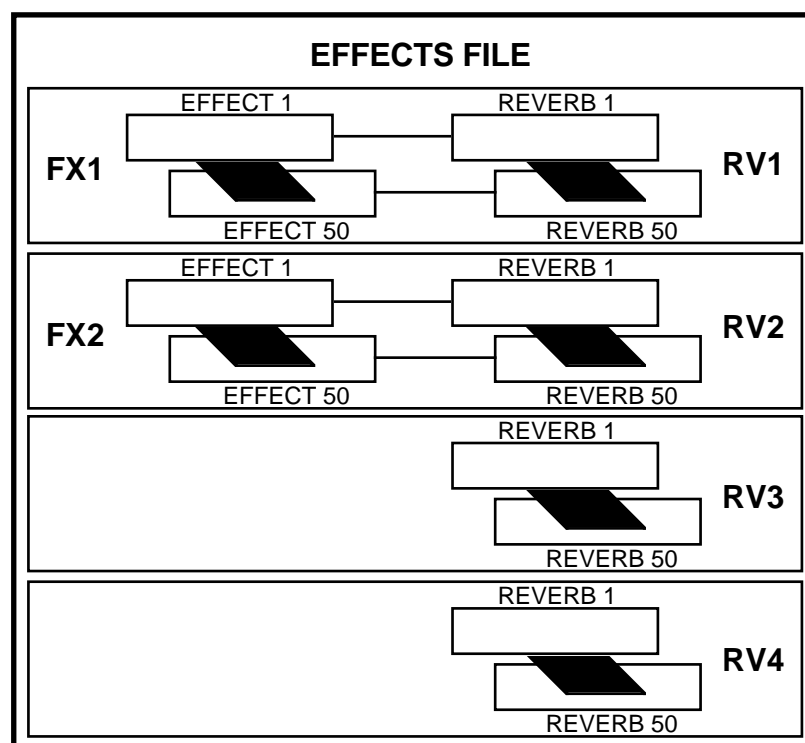 EFFECTS FILE
EFFECT 1 REVERB 1
FX1 RV1
EFFECT 50 REVERB 50
EFFECT 1 REVERB 1
FX2 RV2
EFFECT 50 REVERB 50
REVERB 1
RV3
REVERB 50
REVERB 1
RV4
REVERB 50